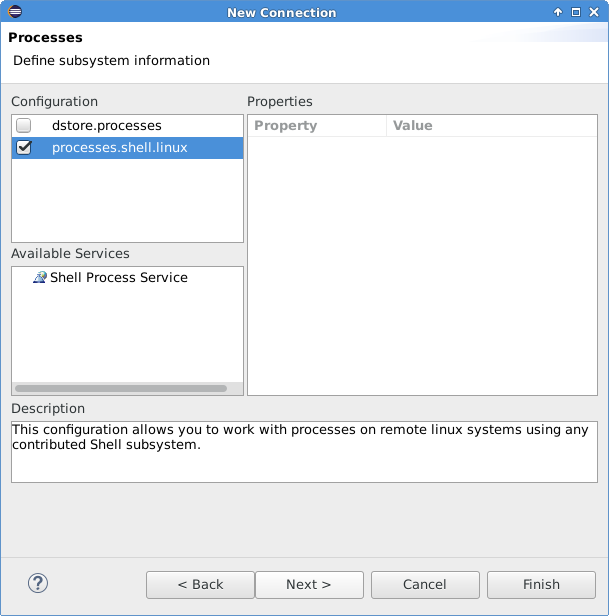 New Connection
Processes
Define subsystem information
Configuration
dstore.processes
processes.shell.linux
Available Services
Shell Process Service
Properties
Property Value
Description
This configuration allows you to work with processes on remote linux systems using any
contributed Shell subsystem.
? < Back Next > Cancel Finish